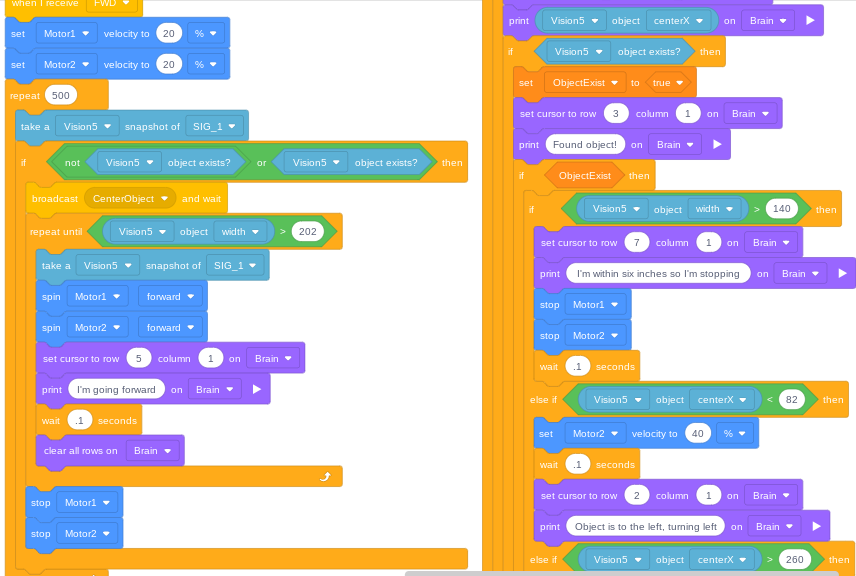 when I receive FWD
set Motor1 velocity to 20 %
set Motor2 velocity to 20 %
repeat 500
take a Vision5 snapshot of SIG_1
if not Vision5 object exists? or Vision5 object exists? then
broadcast CenterObject and wait
repeat until Vision5 object width > 202
take a Vision5 snapshot of SIG_1
spin Motor1 forward
spin Motor2 forward
set cursor to row 5 column 1 on Brain
print I'm going forward on Brain
wait .1 seconds
clear all rows on Brain
stop Motor1
stop Motor2
print Vision5 object centerX on Brain
if Vision5 object exists? then
set ObjectExist to true
set cursor to row 3 column 1 on Brain
print Found object! on Brain
if ObjectExist then
if Vision5 object width > 140 then
set cursor to row 7 column 1 on Brain
print I'm within six inches so I'm stopping on Brain
stop Motor1
stop Motor2
wait .1 seconds
else if Vision5 object centerX < 82 then
set Motor2 velocity to 40 %
wait .1 seconds
set cursor to row 2 column 1 on Brain
print Object is to the left, turning left on Brain
else if Vision5 object centerX > 260 then